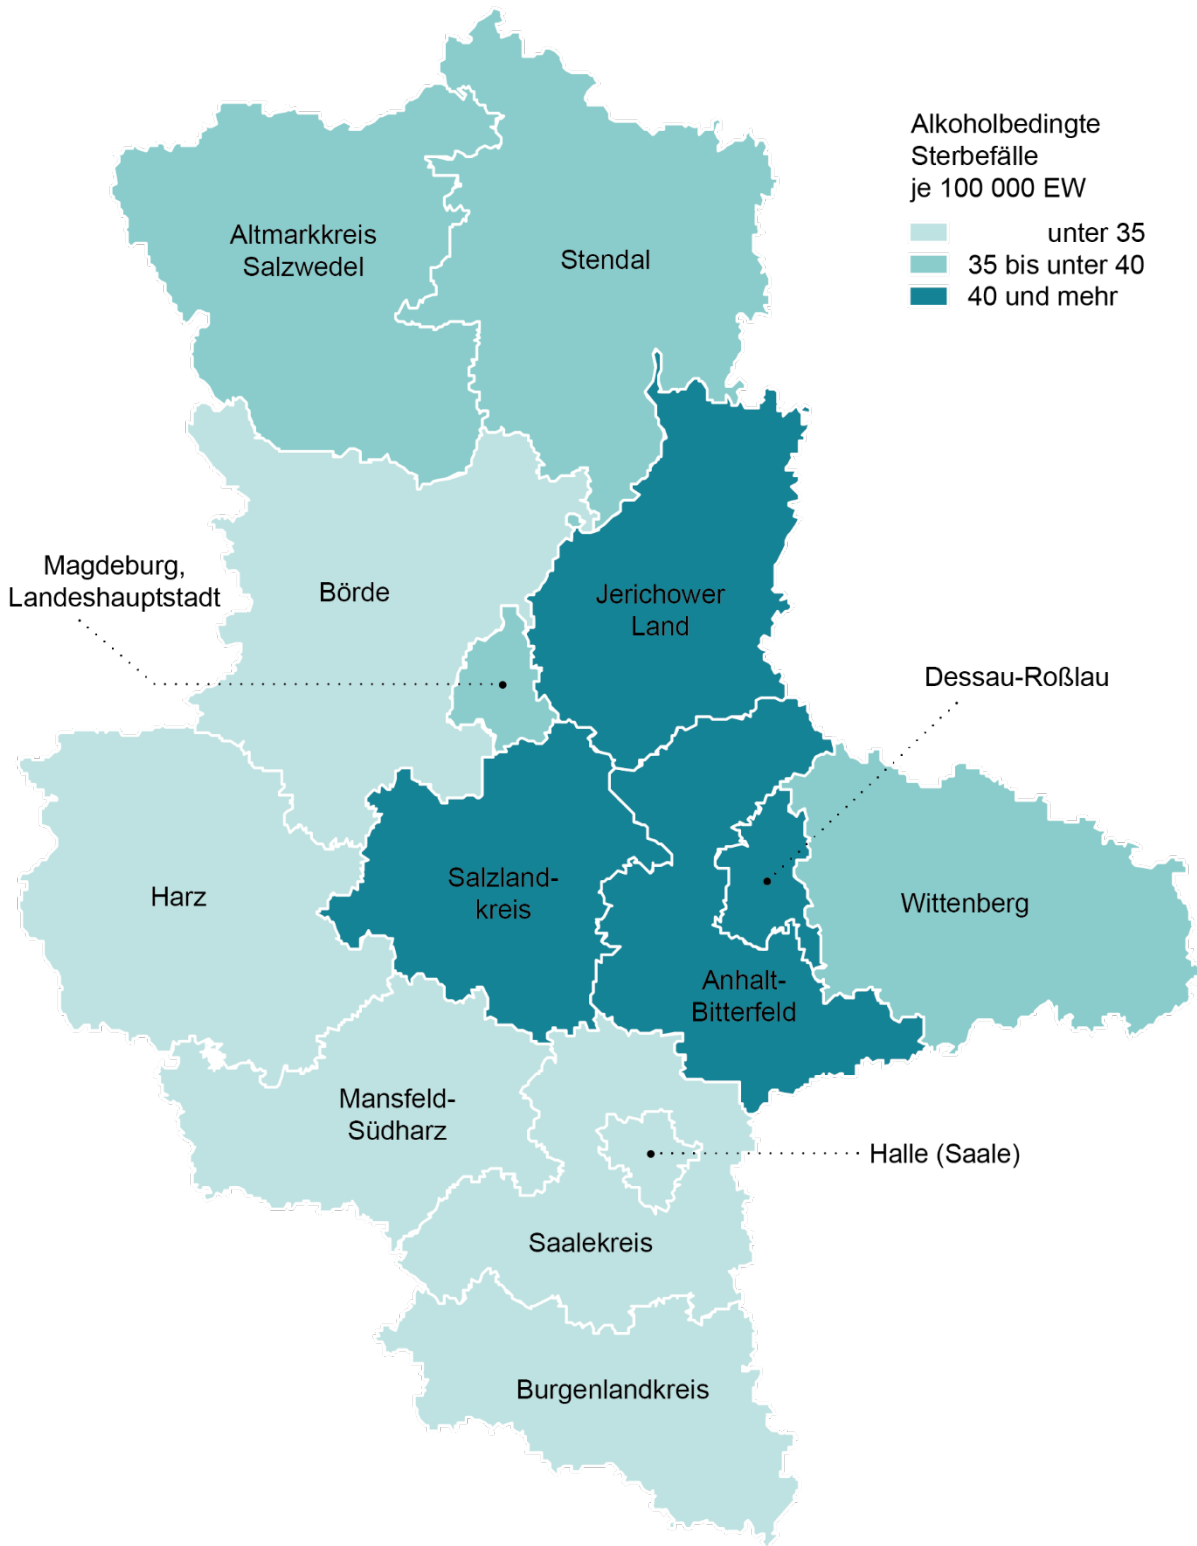 Alkoholbedingte
Sterbefälle
je 100 000 EW
unter 35
35 bis unter 40
40 und mehr
Altmarkkreis
Salzwedel
Stendal
Magdeburg,
Landeshauptstadt
Börde
Jerichower
Land
Dessau-Roßlau
Harz
Salzland-
kreis
Wittenberg
Anhalt-
Bitterfeld
Mansfeld-
Südharz
Halle (Saale)
Saalekreis
Burgenlandkreis